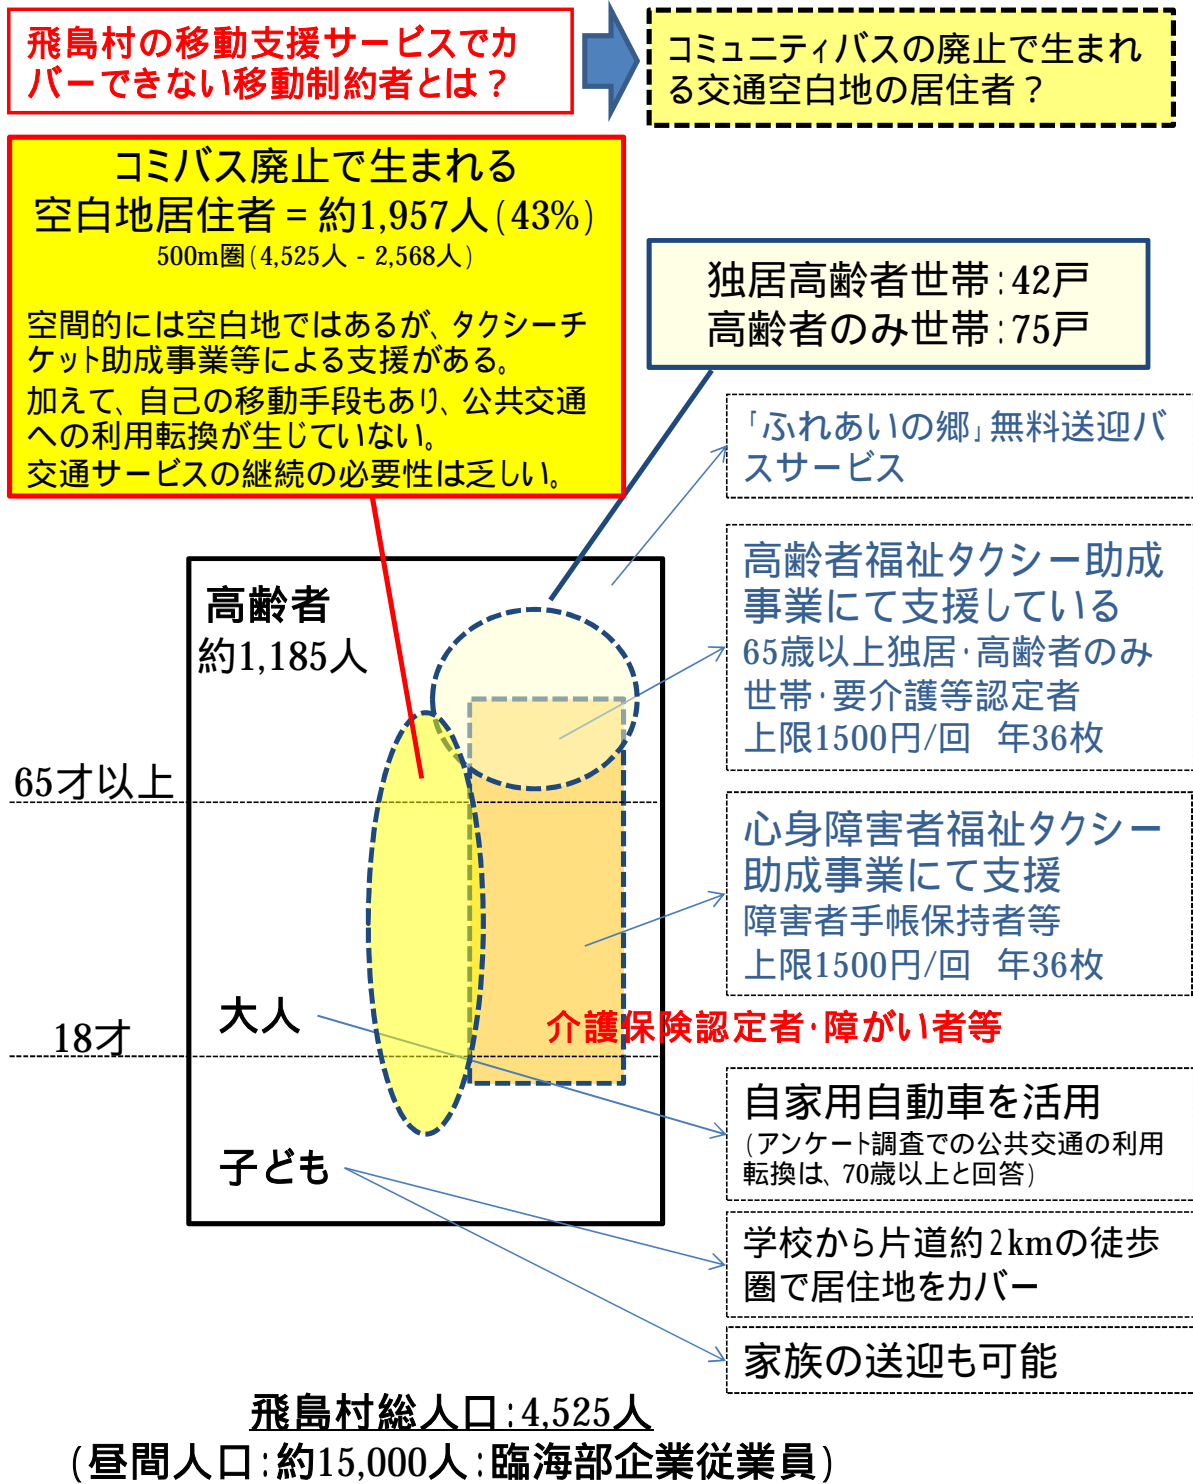 飛島村の移動支援サービスでカ
バーできない移動制約者とは？
コミュニティバスの廃止で生まれ
る交通空白地の居住者？
コミバス廃止で生まれる
空白地居住者 = 約1,957人(43%)
500m圏(4,525人 - 2,568人)
空間的には空白地ではあるが、タクシーチ
ケット助成事業等による支援がある。
加えて、自己の移動手段もあり、公共交通
への利用転換が生じていない。
交通サービスの継続の必要性は乏しい。
独居高齢者世帯:42戸
高齢者のみ世帯:75戸
「ふれあいの郷」無料送迎バ
スサービス
高齢者福祉タクシー助成
事業にて支援している
65歳以上独居・高齢者のみ
世帯・要介護等認定者
上限1500円/回 年36枚
高齢者
約1,185人
65才以上
心身障害者福祉タクシー
助成事業にて支援
障害者手帳保持者等
上限1500円/回 年36枚
大人
18才
介護保険認定者・障がい者等
自家用自動車を活用
(アンケート調査での公共交通の利用
転換は、70歳以上と回答)
子ども
学校から片道約2kmの徒歩
圏で居住地をカバー
家族の送迎も可能
飛島村総人口:4,525人
(昼間人口:約15,000人:臨海部企業従業員)